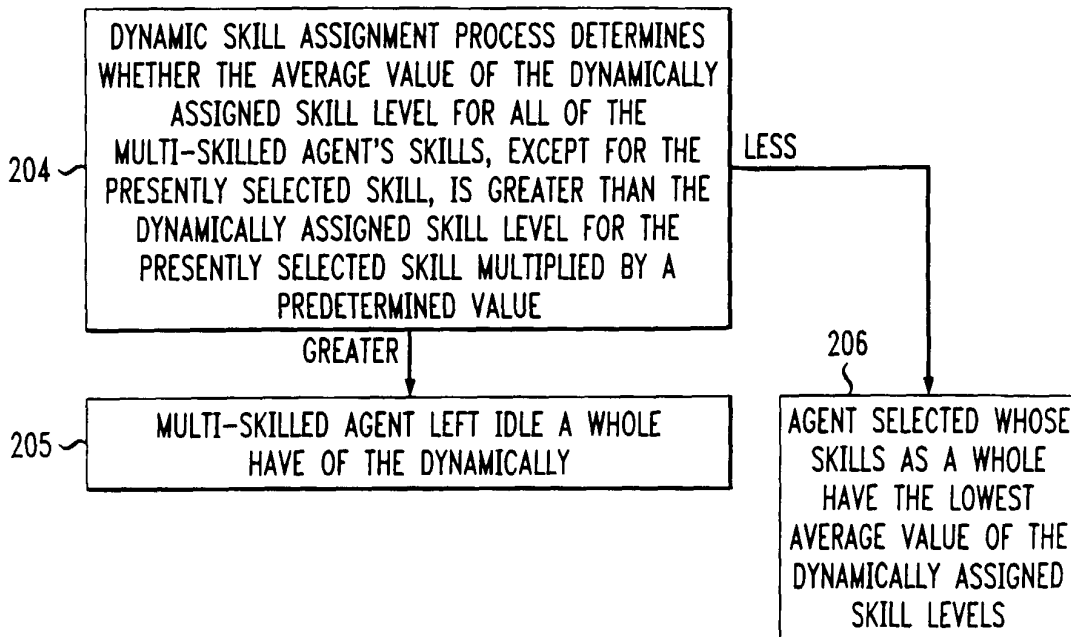 DYNAMIC SKILL ASSIGNMENT PROCESS DETERMINES
WHETHER THE AVERAGE VALUE OF THE DYNAMICALLY
ASSIGNED SKILL LEVEL FOR ALL OF THE
MULTI-SKILLED AGENT'S SKILLS, EXCEPT FOR THE
PRESENTLY SELECTED SKILL, IS GREATER THAN THE
DYNAMICALLY ASSIGNED SKILL LEVEL FOR THE
PRESENTLY SELECTED SKILL MULTIPLIED BY A
PREDETERMINED VALUE
204
LESS
GREATER
206
205
MULTI-SKILLED AGENT LEFT IDLE A WHOLE
HAVE OF THE DYNAMICALLY
AGENT SELECTED WHOSE
SKILLS AS A WHOLE
HAVE THE LOWEST
AVERAGE VALUE OF THE
DYNAMICALLY ASSIGNED
SKILL LEVELS